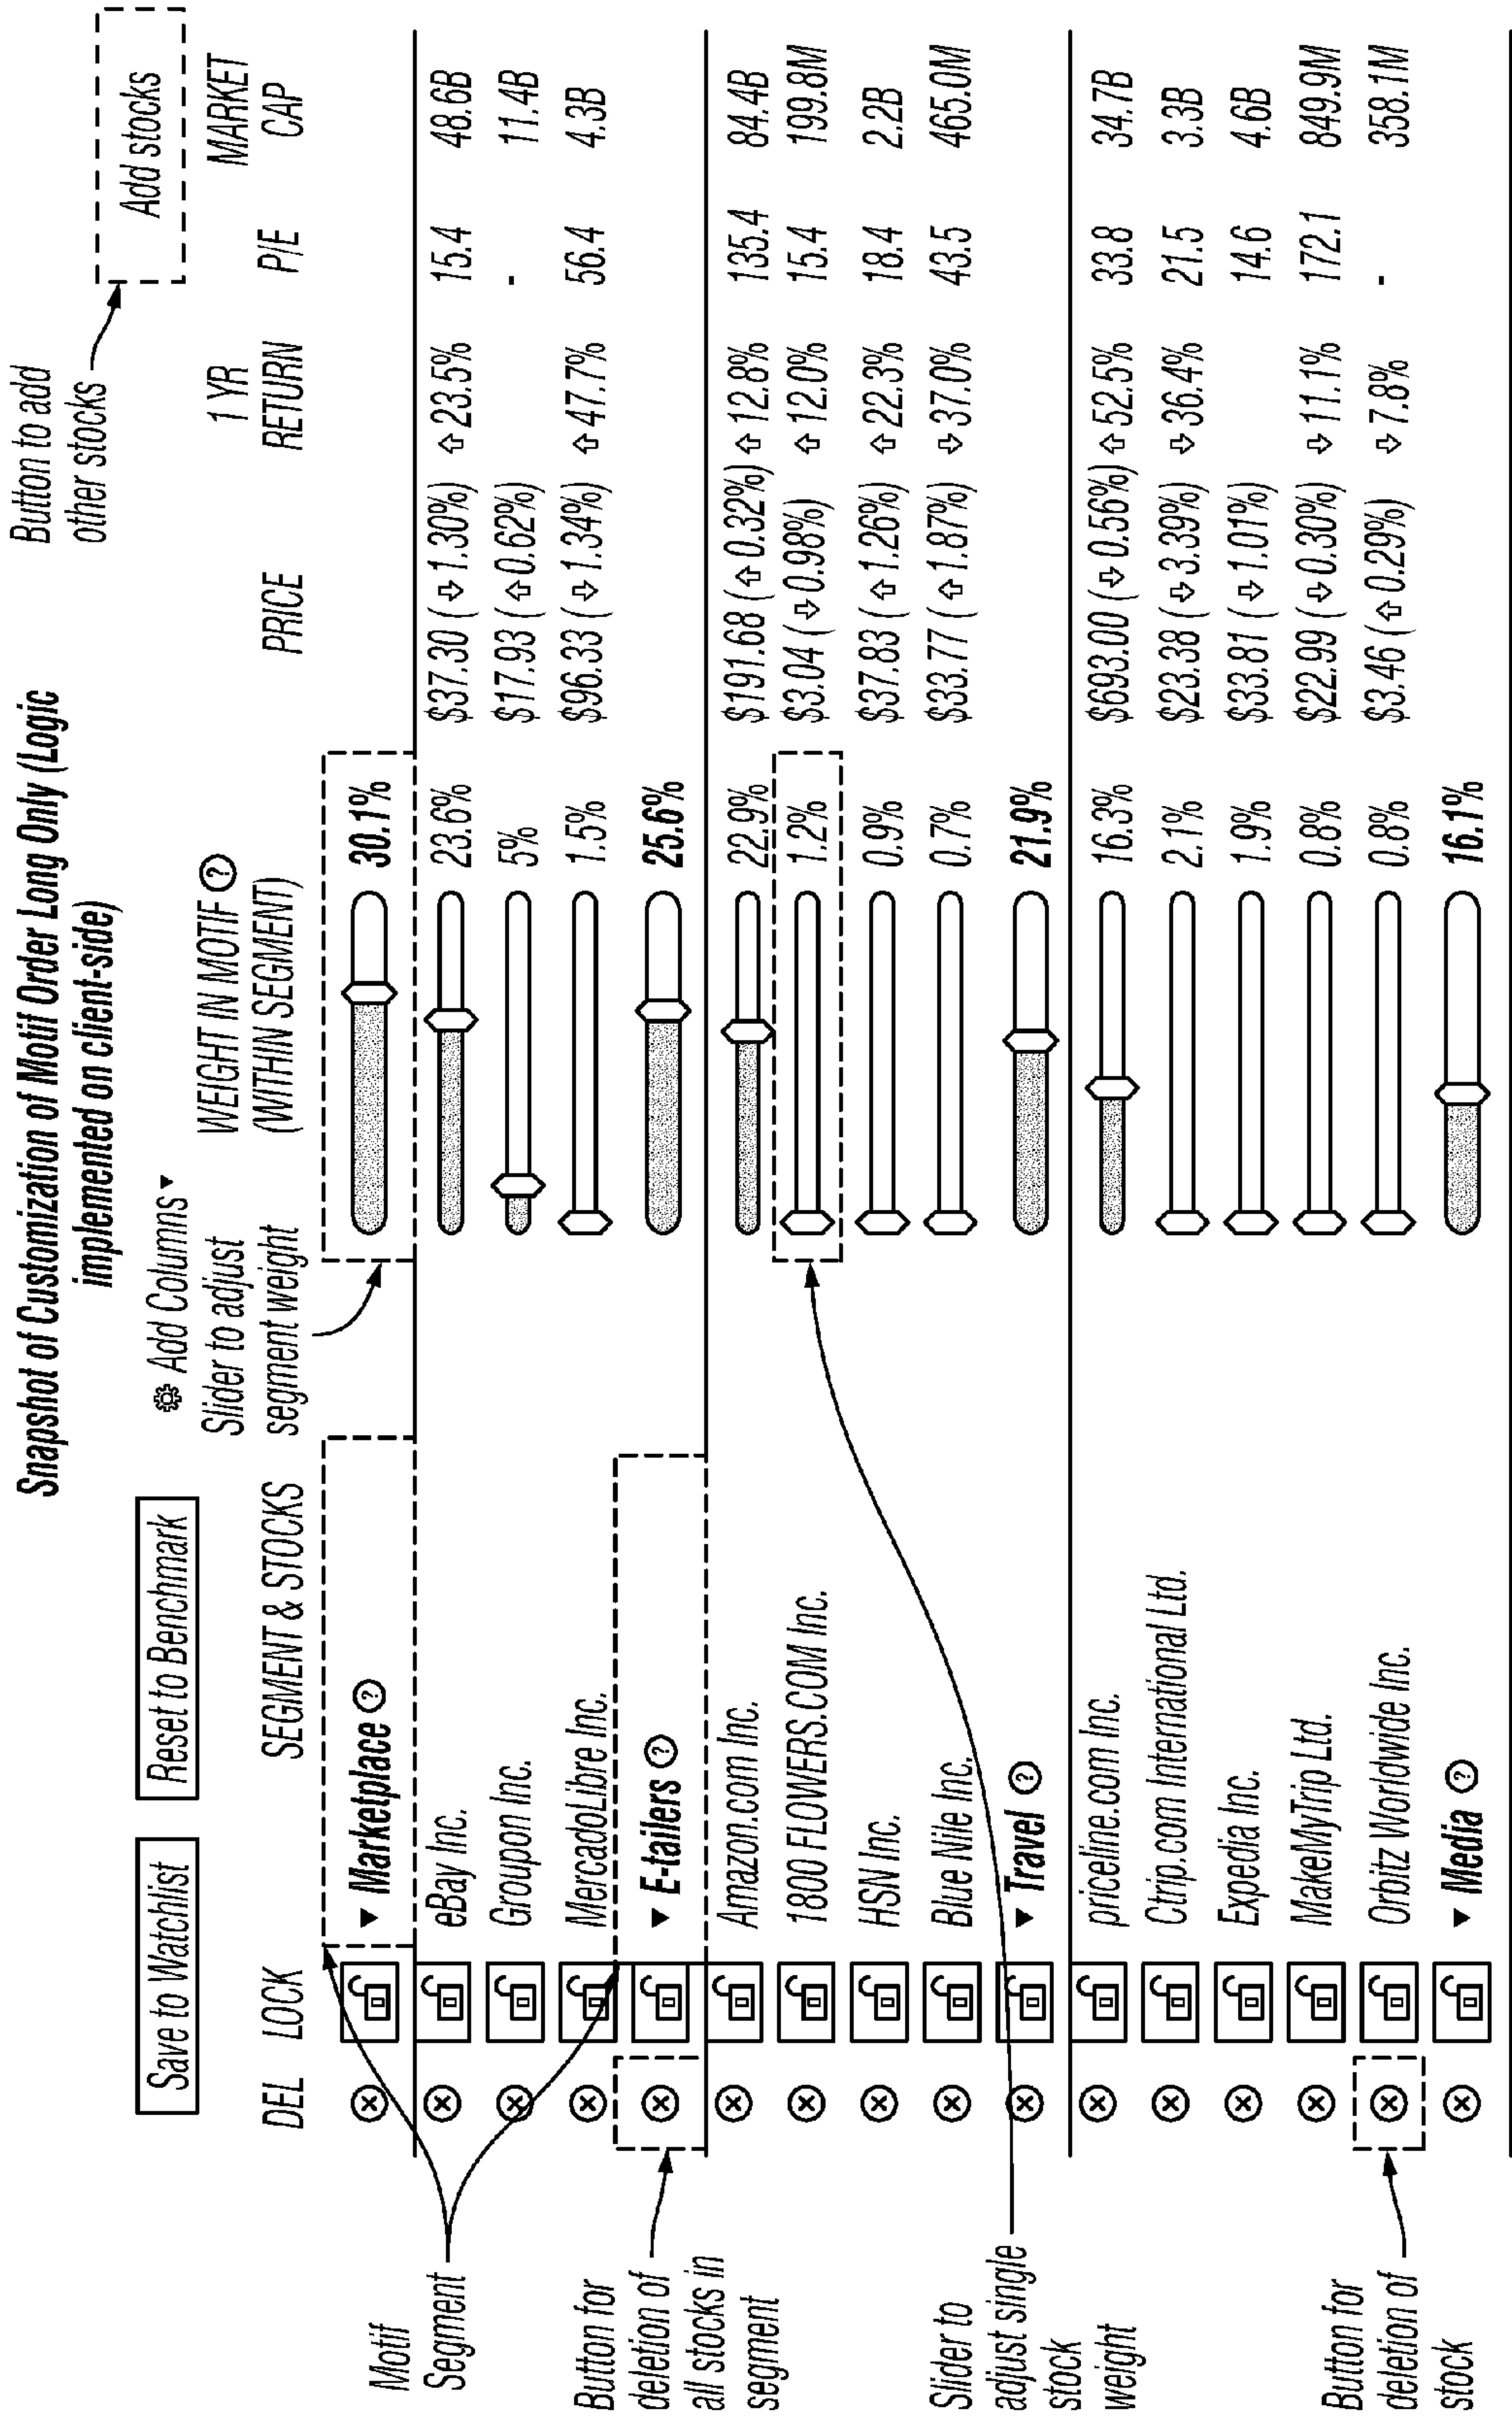 Snapshot of Customization of Motif Order Long Only (Logic
implemented on client-side)
Button to add
other stocks
Add stocks
Save to Watchlist
Reset to Benchmark
Add Columns ▼
Slider to adjust
segment weight
DEL LOCK SEGMENT & STOCKS WEIGHT IN MOTIF ? (WITHIN SEGMENT) PRICE 1 YR RETURN P/E MARKET CAP
▼ Marketplace ? 30.1%
eBay Inc. 23.6% $37.30 (⇩ 1.30%) ⇧ 23.5% 15.4 48.6B
Groupon Inc. 5% $17.93 (⇧ 0.62%) - 11.4B
MercadoLibre Inc. 1.5% $96.33 (⇩ 1.34%) ⇧ 47.7% 56.4 4.3B
▼ E-tailers ? 25.6%
Amazon.com Inc. 22.9% $191.68 (⇧ 0.32%) ⇧ 12.8% 135.4 84.4B
1800 FLOWERS.COM Inc. 1.2% $3.04 (⇩ 0.98%) ⇧ 12.0% 15.4 199.8M
HSN Inc. 0.9% $37.83 (⇧ 1.26%) ⇧ 22.3% 18.4 2.2B
Blue Nile Inc. 0.7% $33.77 (⇧ 1.87%) ⇩ 37.0% 43.5 465.0M
▼ Travel ? 21.9%
priceline.com Inc. 16.3% $693.00 (⇩ 0.56%) ⇧ 52.5% 33.8 34.7B
Ctrip.com International Ltd. 2.1% $23.38 (⇩ 3.39%) ⇩ 36.4% 21.5 3.3B
Expedia Inc. 1.9% $33.81 (⇩ 1.01%) 14.6 4.6B
MakeMyTrip Ltd. 0.8% $22.99 (⇩ 0.30%) ⇩ 11.1% 172.1 849.9M
Orbitz Worldwide Inc. 0.8% $3.46 (⇧ 0.29%) ⇩ 7.8% - 358.1M
▼ Media ? 16.1%
Motif
Segment
Button for
deletion of
all stocks in
segment
Slider to
adjust single
stock
weight
Button for
deletion of
stock